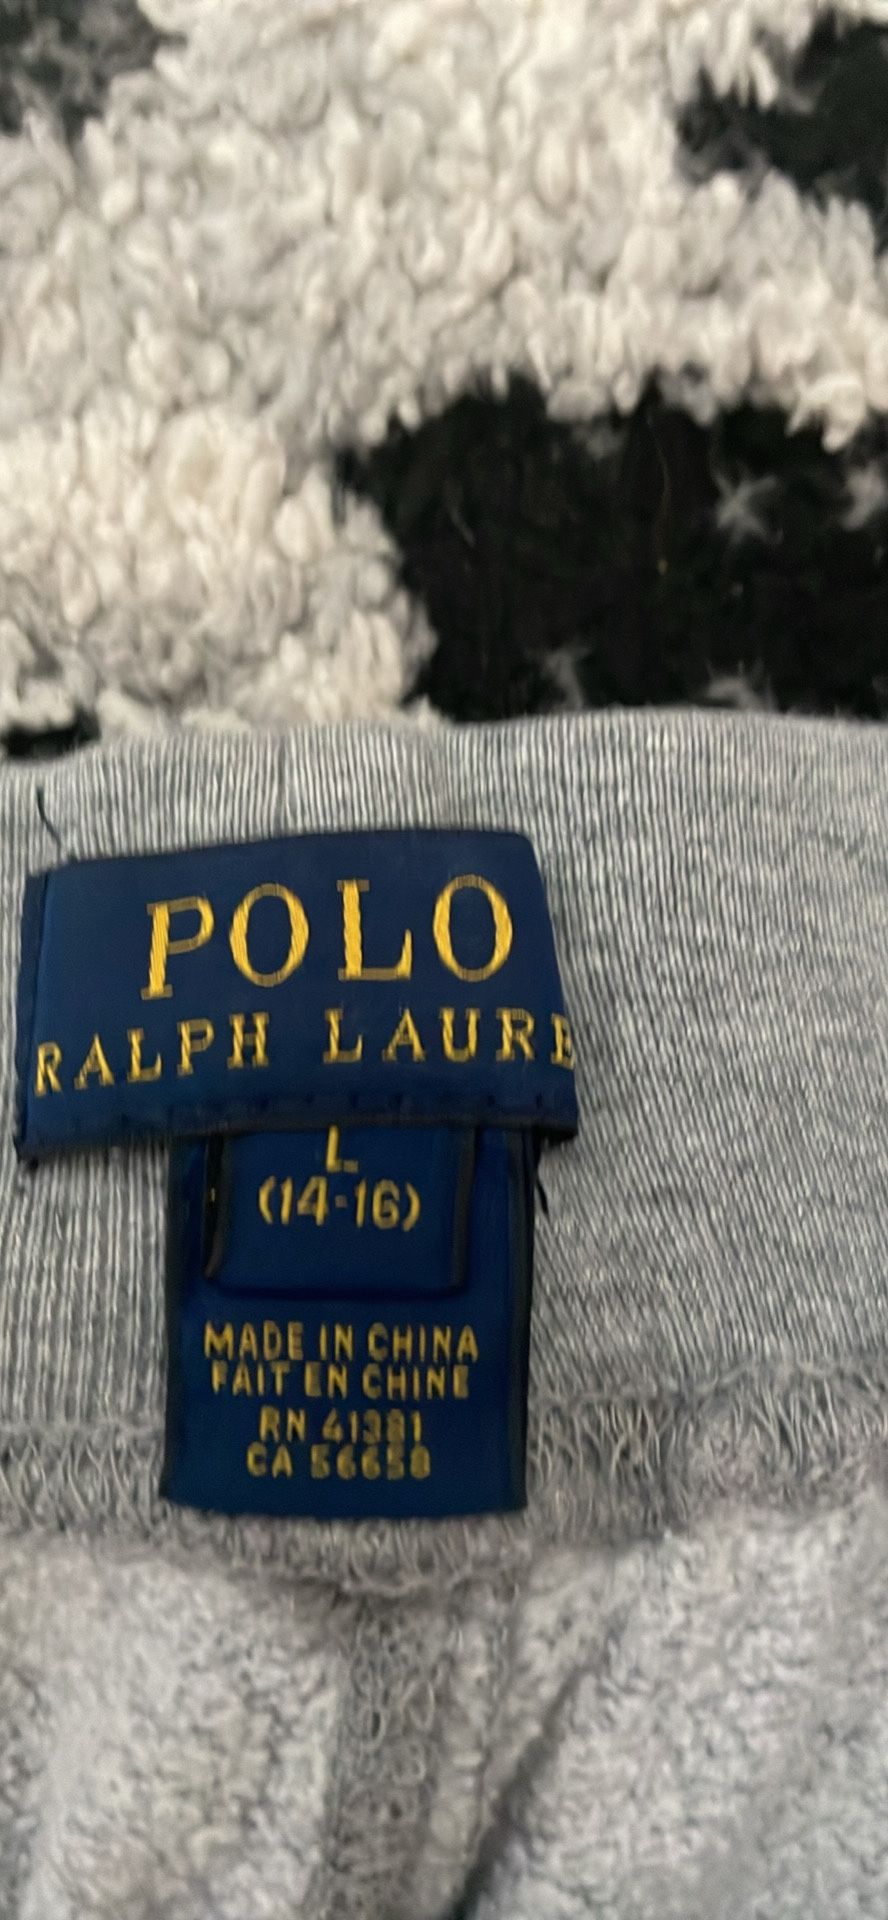 POLO
RALPH LAURE
L
(14-16)
MADE IN CHINA
FAIT EN CHINE
RN 41381
CA 56658